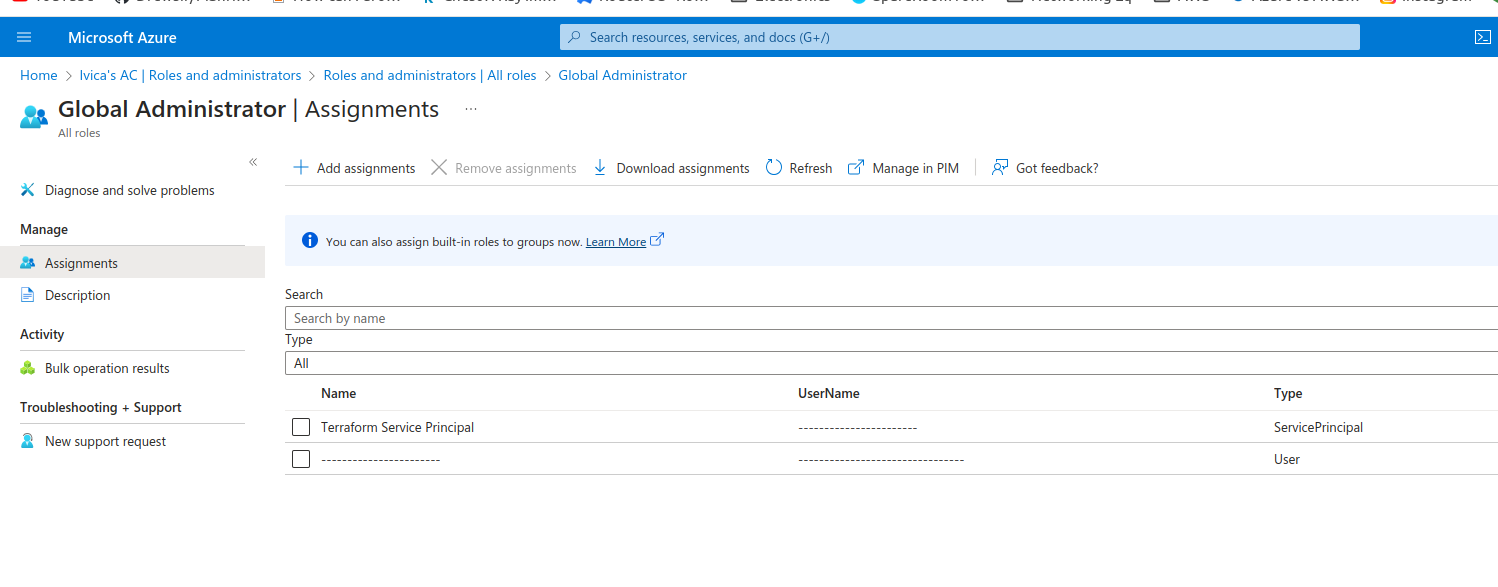 Microsoft Azure
Search resources, services, and docs (G+/)
Home > Ivica's AC | Roles and administrators > Roles and administrators | All roles > Global Administrator
Global Administrator | Assignments ...
All roles
«
Add assignments Remove assignments Download assignments Refresh Manage in PIM Got feedback?
Diagnose and solve problems
Manage
Assignments
Description
Activity
Bulk operation results
Troubleshooting + Support
New support request
You can also assign built-in roles to groups now. Learn More
Search
Search by name
Type
All
Name UserName Type
Terraform Service Principal ----------------------- ServicePrincipal
----------------------- -------------------------------- User